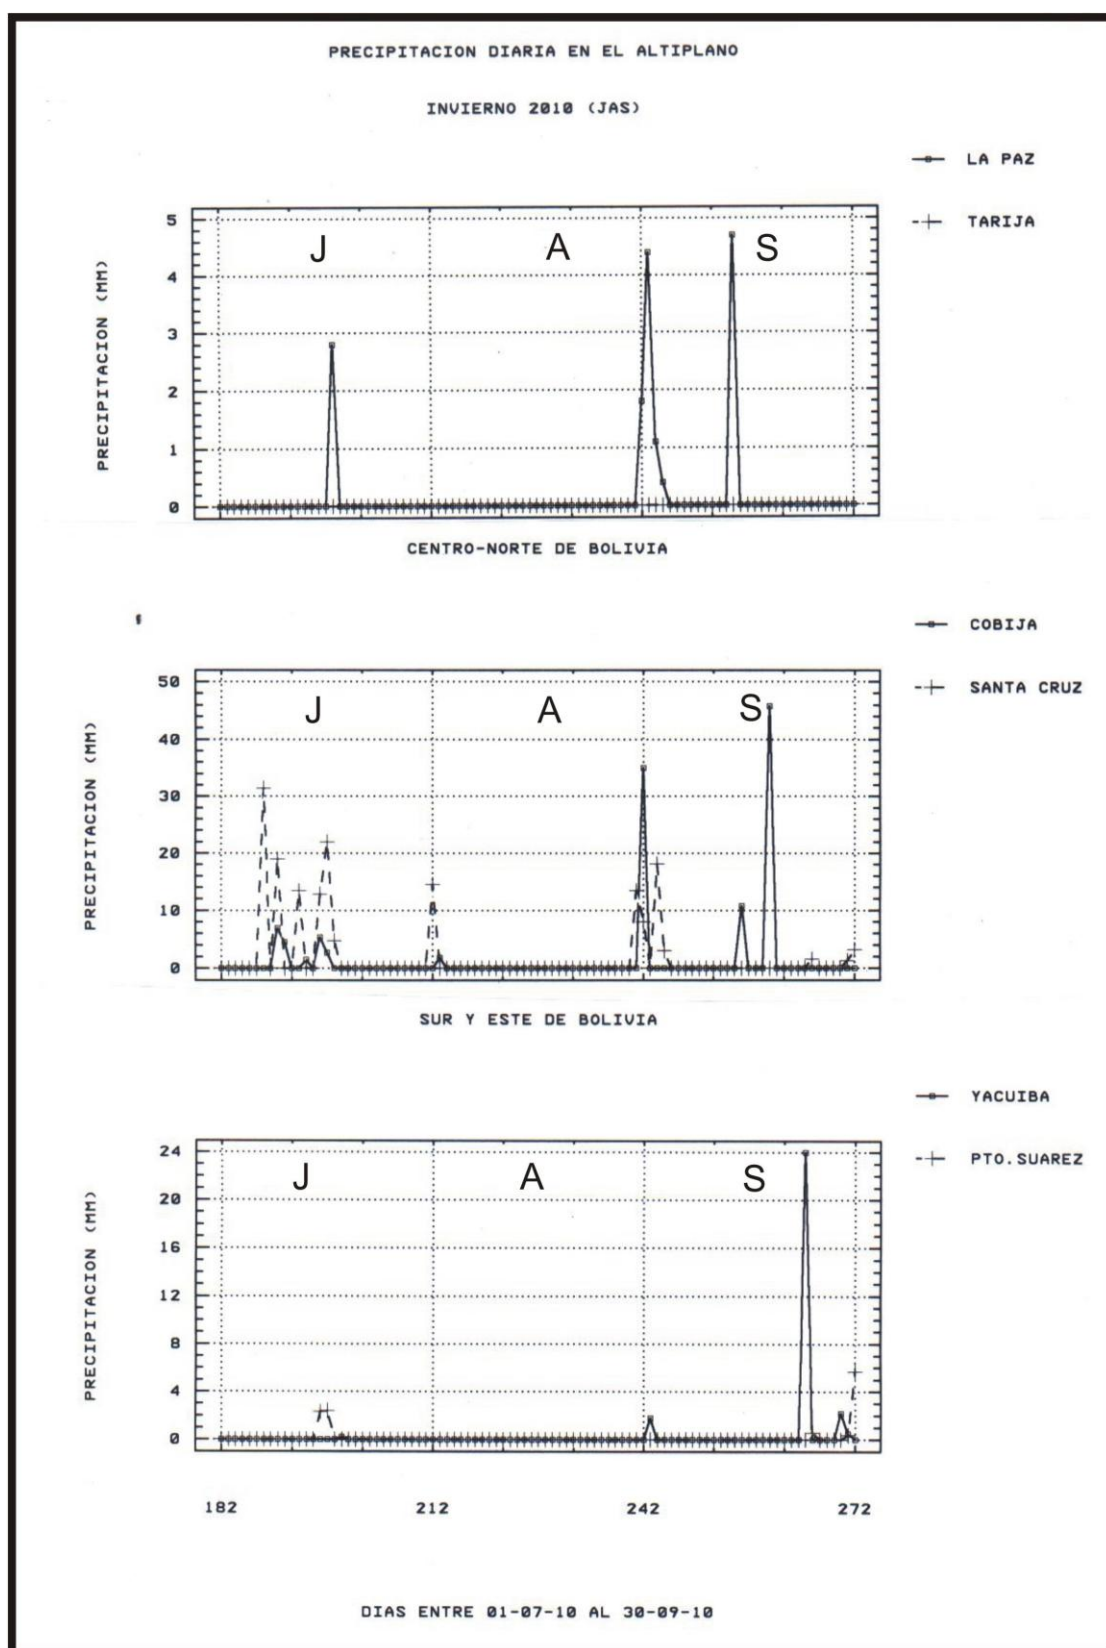 PRECIPITACION DIARIA EN EL ALTIPLANO
INVIERNO 2010 (JAS)
LA PAZ
TARIJA
PRECIPITACION (MM)
5
4
3
2
1
0
J A S
CENTRO-NORTE DE BOLIVIA
COBIJA
SANTA CRUZ
PRECIPITACION (MM)
50
40
30
20
10
0
J A S
SUR Y ESTE DE BOLIVIA
YACUIBA
PTO.SUAREZ
PRECIPITACION (MM)
24
20
16
12
8
4
0
J A S
182 212 242 272
DIAS ENTRE 01-07-10 AL 30-09-10